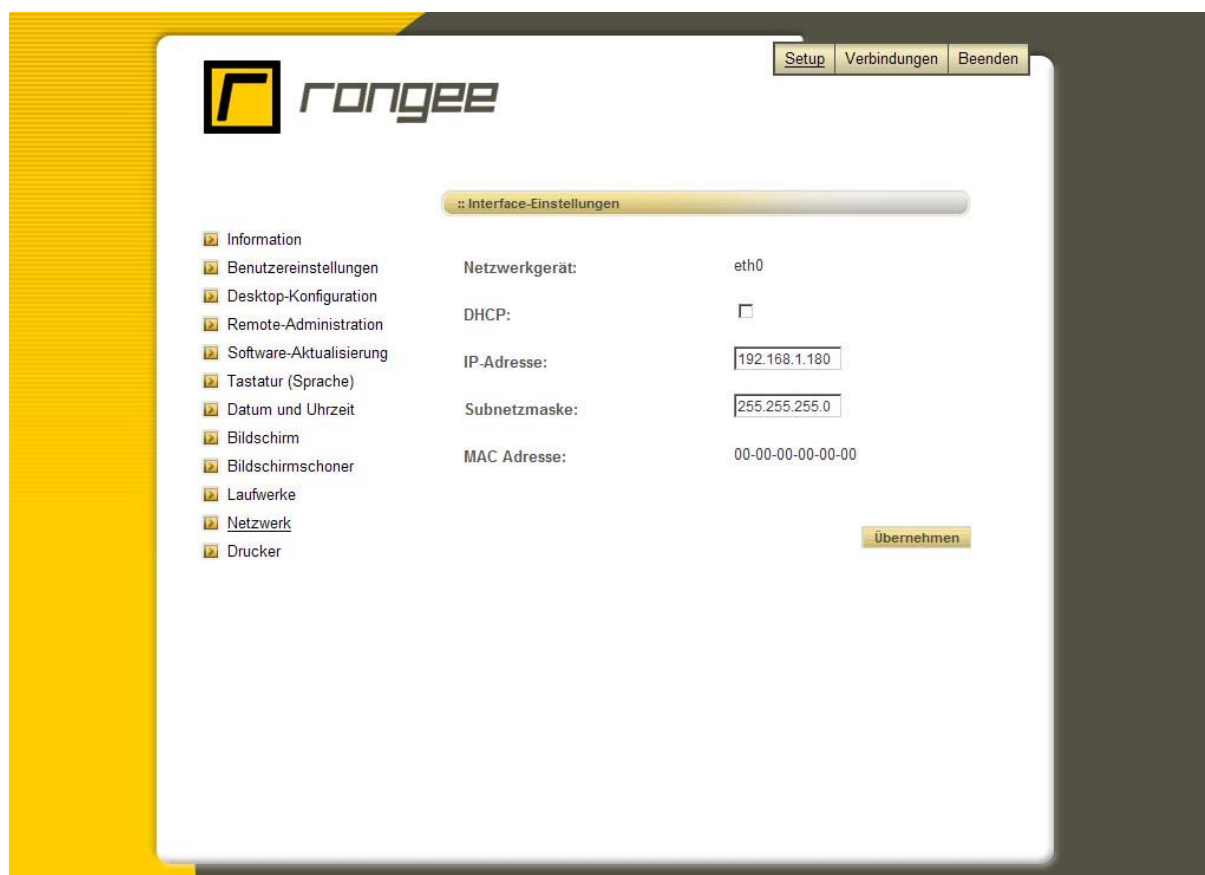 Setup Verbindungen Beenden
rangee
:: Interface-Einstellungen
Information
Benutzereinstellungen
Desktop-Konfiguration
Remote-Administration
Software-Aktualisierung
Tastatur (Sprache)
Datum und Uhrzeit
Bildschirm
Bildschirmschoner
Laufwerke
Netzwerk
Drucker
Netzwerkgerät: eth0
DHCP:
IP-Adresse: 192.168.1.180
Subnetzmaske: 255.255.255.0
MAC Adresse: 00-00-00-00-00-00
Übernehmen